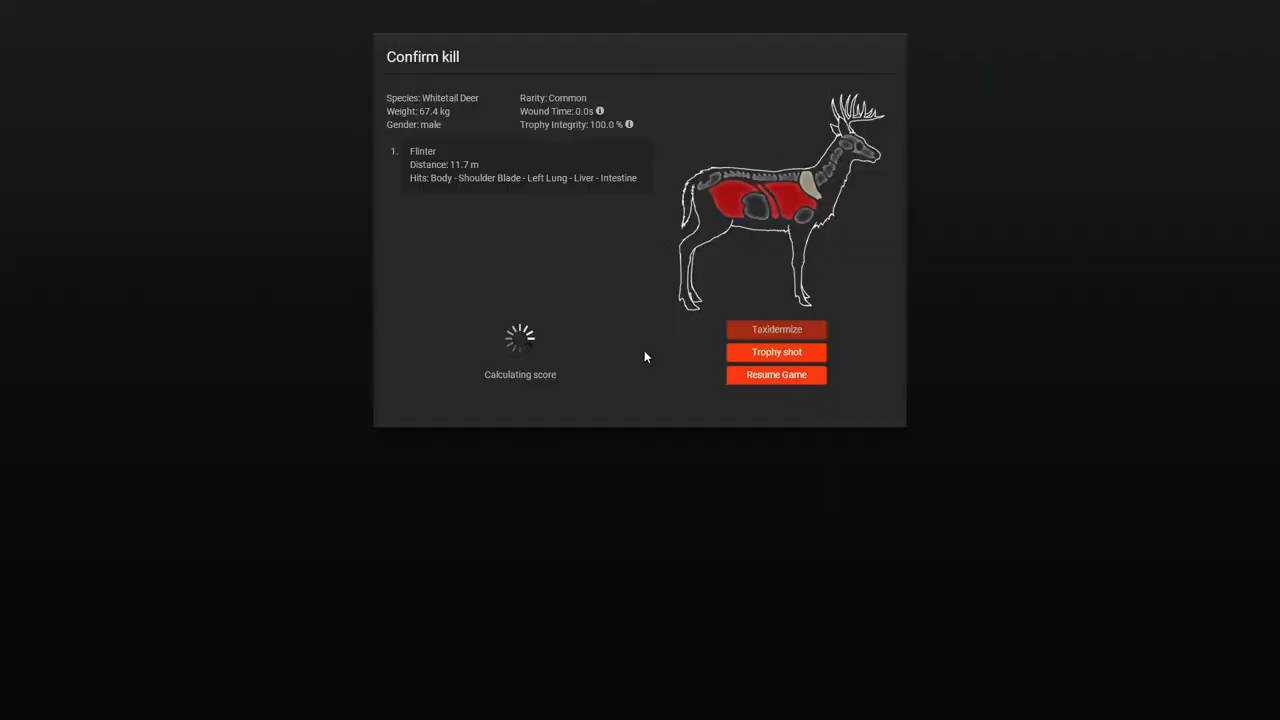 Confirm kill
Species: Whitetail Deer
Rarity: Common
Weight: 67.4 kg
Wound Time: 0.0s
Gender: male
Trophy Integrity: 100.0 %
1. Flinter
Distance: 11.7 m
Hits: Body - Shoulder Blade - Left Lung - Liver - Intestine
Calculating score
Taxidermize
Trophy shot
Resume Game